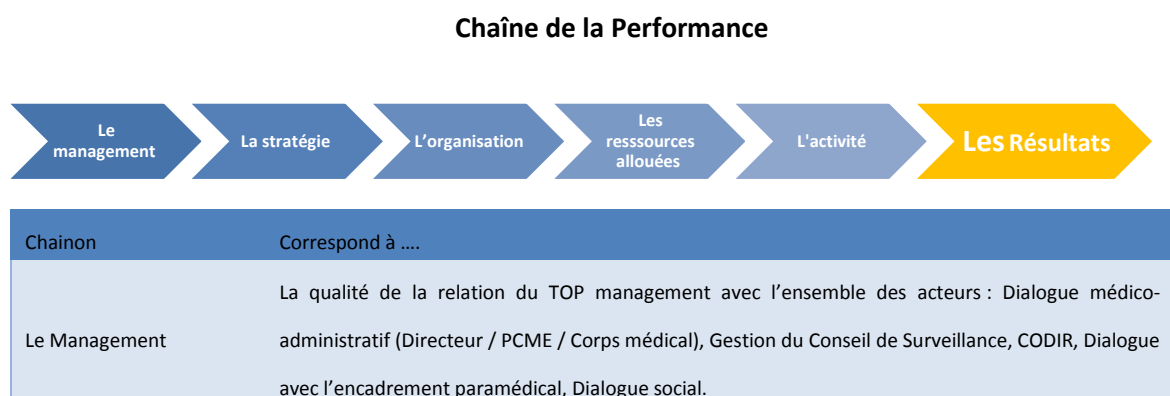 Chaîne de la Performance
Le
management
La stratégie
L’organisation
Les
resssources
allouées
L'activité
Les Résultats
Chainon Correspond à ….
La qualité de la relation du TOP management avec l’ensemble des acteurs : Dialogue médico-
Le Management administratif (Directeur / PCME / Corps médical), Gestion du Conseil de Surveillance, CODIR, Dialogue
avec l’encadrement paramédical, Dialogue social.